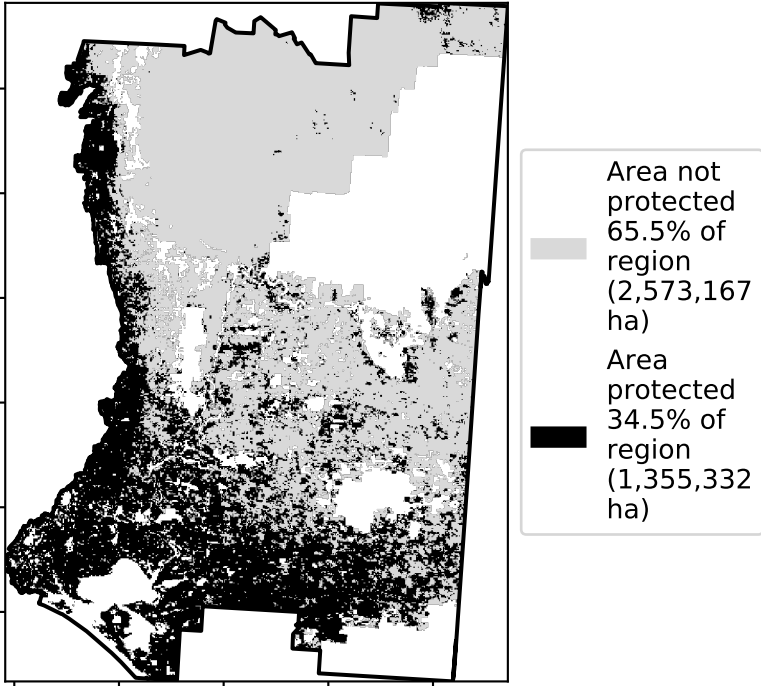 Area not
protected
65.5% of
region
(2,573,167
ha)
Area
protected
34.5% of
region
(1,355,332
ha)